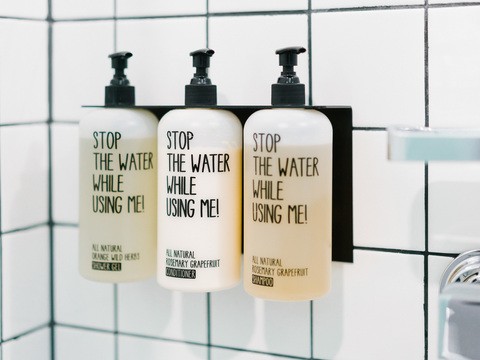 STOP
THE WATER
WHILE
USING ME!
ALL NATURAL
ORANGE WILD HERBS
SHOWER GEL
STOP
THE WATER
WHILE
USING ME!
ALL NATURAL
ROSEMARY GRAPEFRUIT
CONDITIONER
STOP
THE WATER
WHILE
USING ME!
ALL NATURAL
ROSEMARY GRAPEFRUIT
SHAMPOO